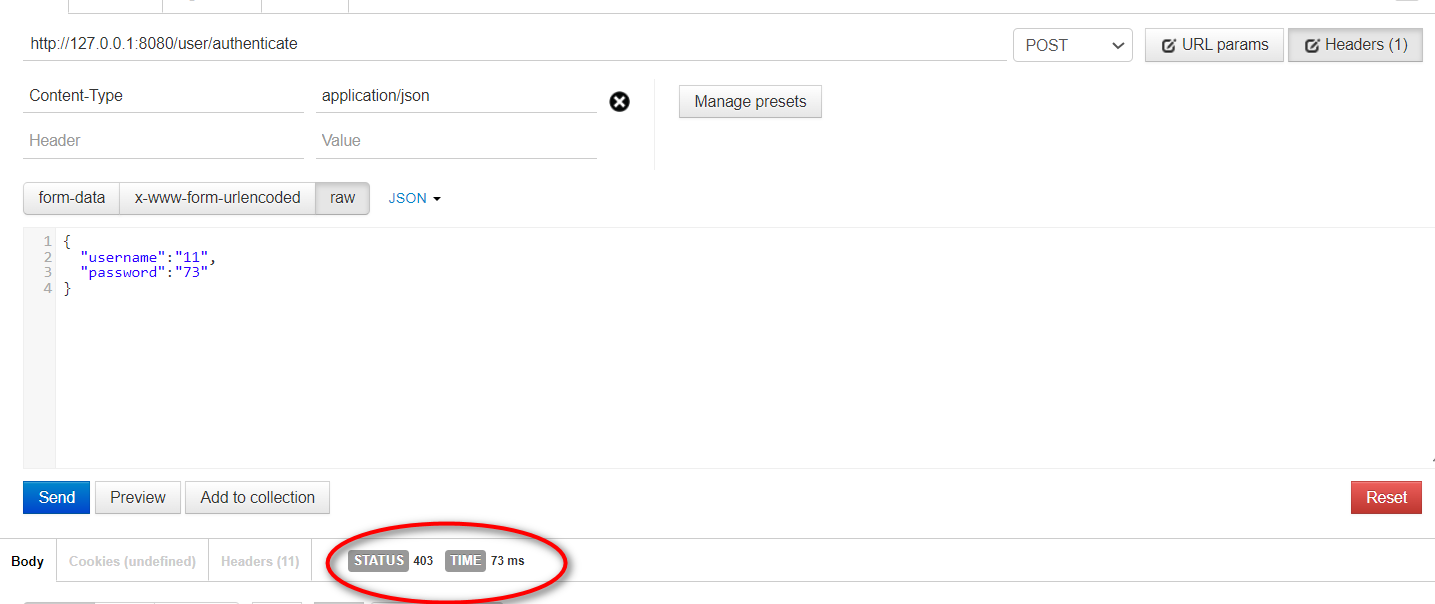 http://127.0.0.1:8080/user/authenticate POST URL params Headers (1)
Content-Type application/json Manage presets
Header Value
form-data x-www-form-urlencoded raw JSON
1 {
2 "username":"11",
3 "password":"73"
4 }
Send Preview Add to collection Reset
Body Cookies (undefined) Headers (11) STATUS 403 TIME 73 ms